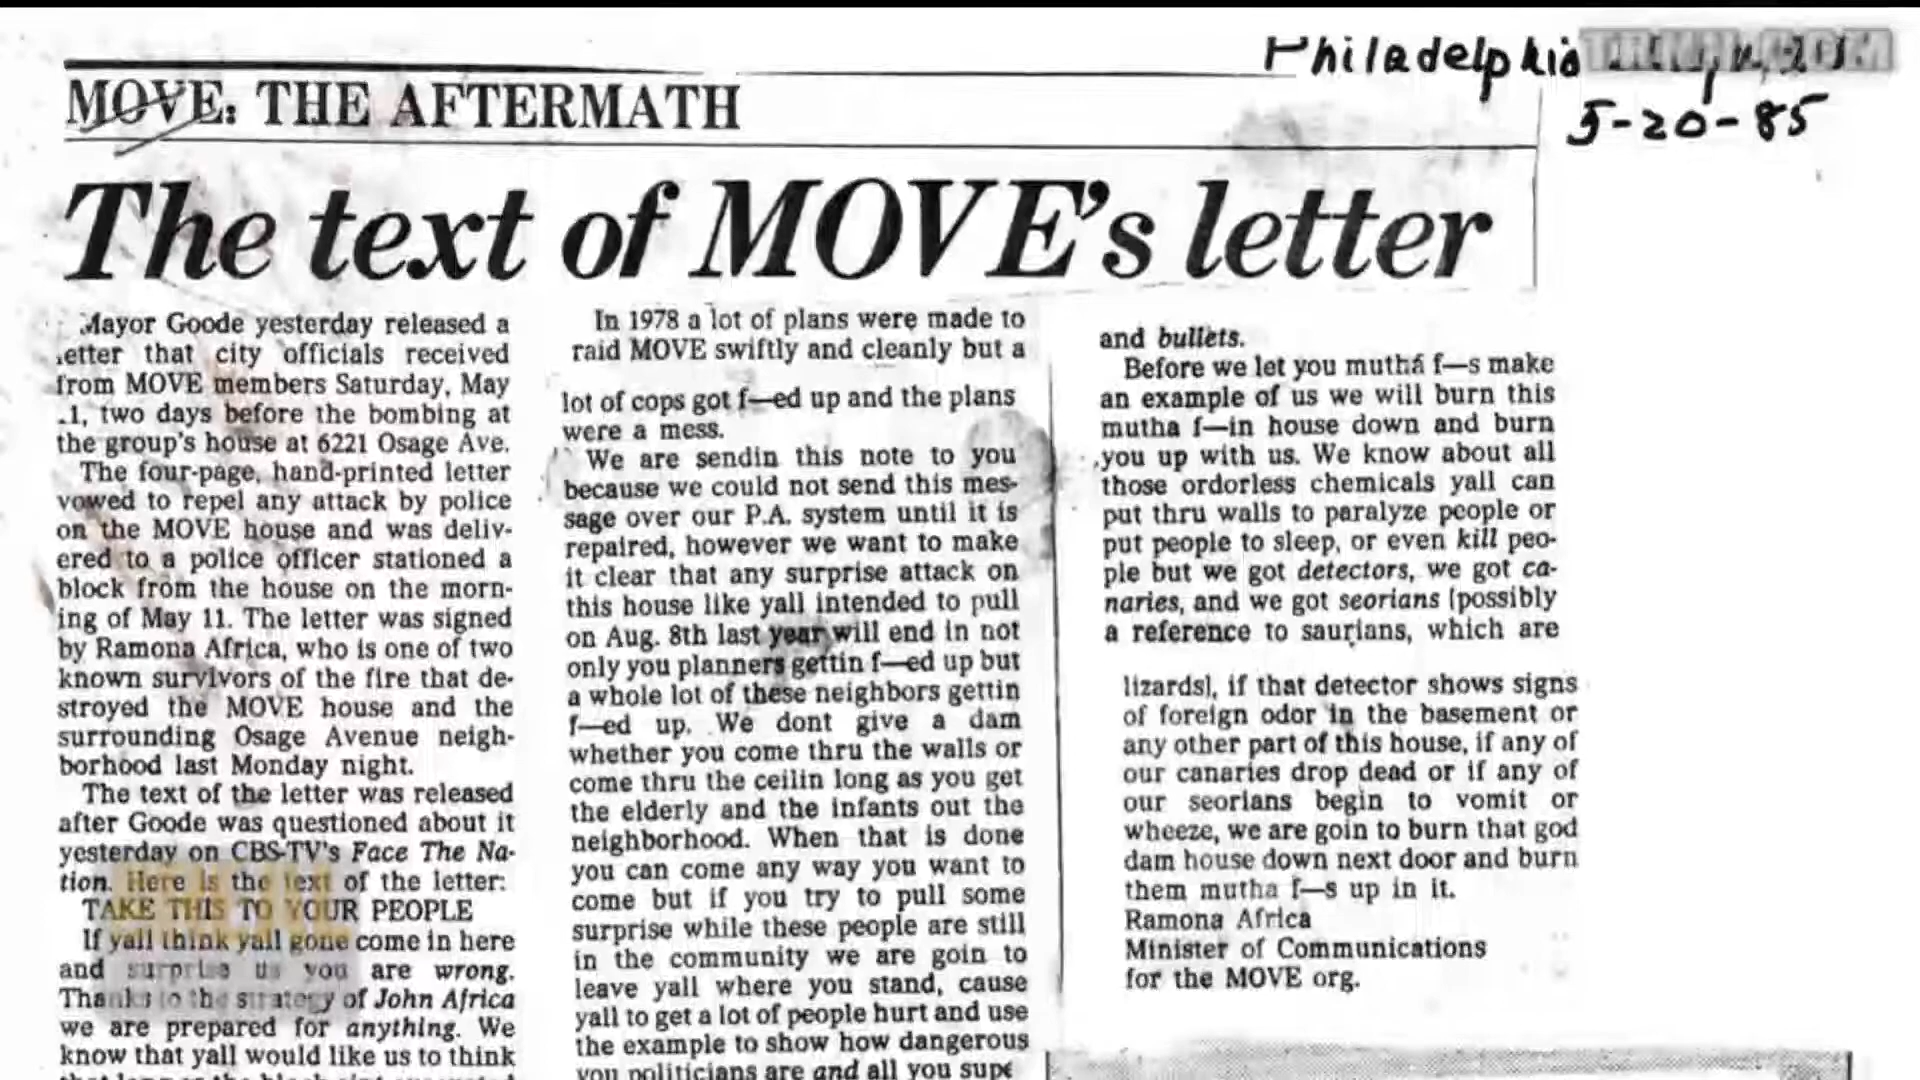 Philadelphia
TRMN.COM
5-20-85
MOVE: THE AFTERMATH
The text of MOVE's letter
Mayor Goode yesterday released a
letter that city officials received
from MOVE members Saturday, May
.1, two days before the bombing at
the group's house at 6221 Osage Ave.
The four-page, hand-printed letter
vowed to repel any attack by police
on the MOVE house and was deliv-
ered to a police officer stationed a
block from the house on the morn-
ing of May 11. The letter was signed
by Ramona Africa, who is one of two
known survivors of the fire that de-
stroyed the MOVE house and the
surrounding Osage Avenue neigh-
borhood last Monday night.
The text of the letter was released
after Goode was questioned about it
yesterday on CBS-TV's Face The Na-
tion. Here is the text of the letter:
TAKE THIS TO YOUR PEOPLE
If yall think yall gone come in here
and surprise us you are wrong.
Thanks to the strategy of John Africa
we are prepared for anything. We
know that yall would like us to think
In 1978 a lot of plans were made to
raid MOVE swiftly and cleanly but a
lot of cops got f—ed up and the plans
were a mess.
We are sendin this note to you
because we could not send this mes-
sage over our P.A. system until it is
repaired, however we want to make
it clear that any surprise attack on
this house like yall intended to pull
on Aug. 8th last year will end in not
only you planners gettin f—ed up but
a whole lot of these neighbors gettin
f—ed up. We dont give a dam
whether you come thru the walls or
come thru the ceilin long as you get
the elderly and the infants out the
neighborhood. When that is done
you can come any way you want to
come but if you try to pull some
surprise while these people are still
in the community we are goin to
leave yall where you stand, cause
yall to get a lot of people hurt and use
the example to show how dangerous
you politicians are and all you supe
and bullets.
Before we let you mutha f—s make
an example of us we will burn this
mutha f—in house down and burn
you up with us. We know about all
those ordorless chemicals yall can
put thru walls to paralyze people or
put people to sleep, or even kill peo-
ple but we got detectors, we got ca-
naries, and we got seorians [possibly
a reference to saurians, which are
lizards], if that detector shows signs
of foreign odor in the basement or
any other part of this house, if any of
our canaries drop dead or if any of
our seorians begin to vomit or
wheeze, we are goin to burn that god
dam house down next door and burn
them mutha f—s up in it.
Ramona Africa
Minister of Communications
for the MOVE org.